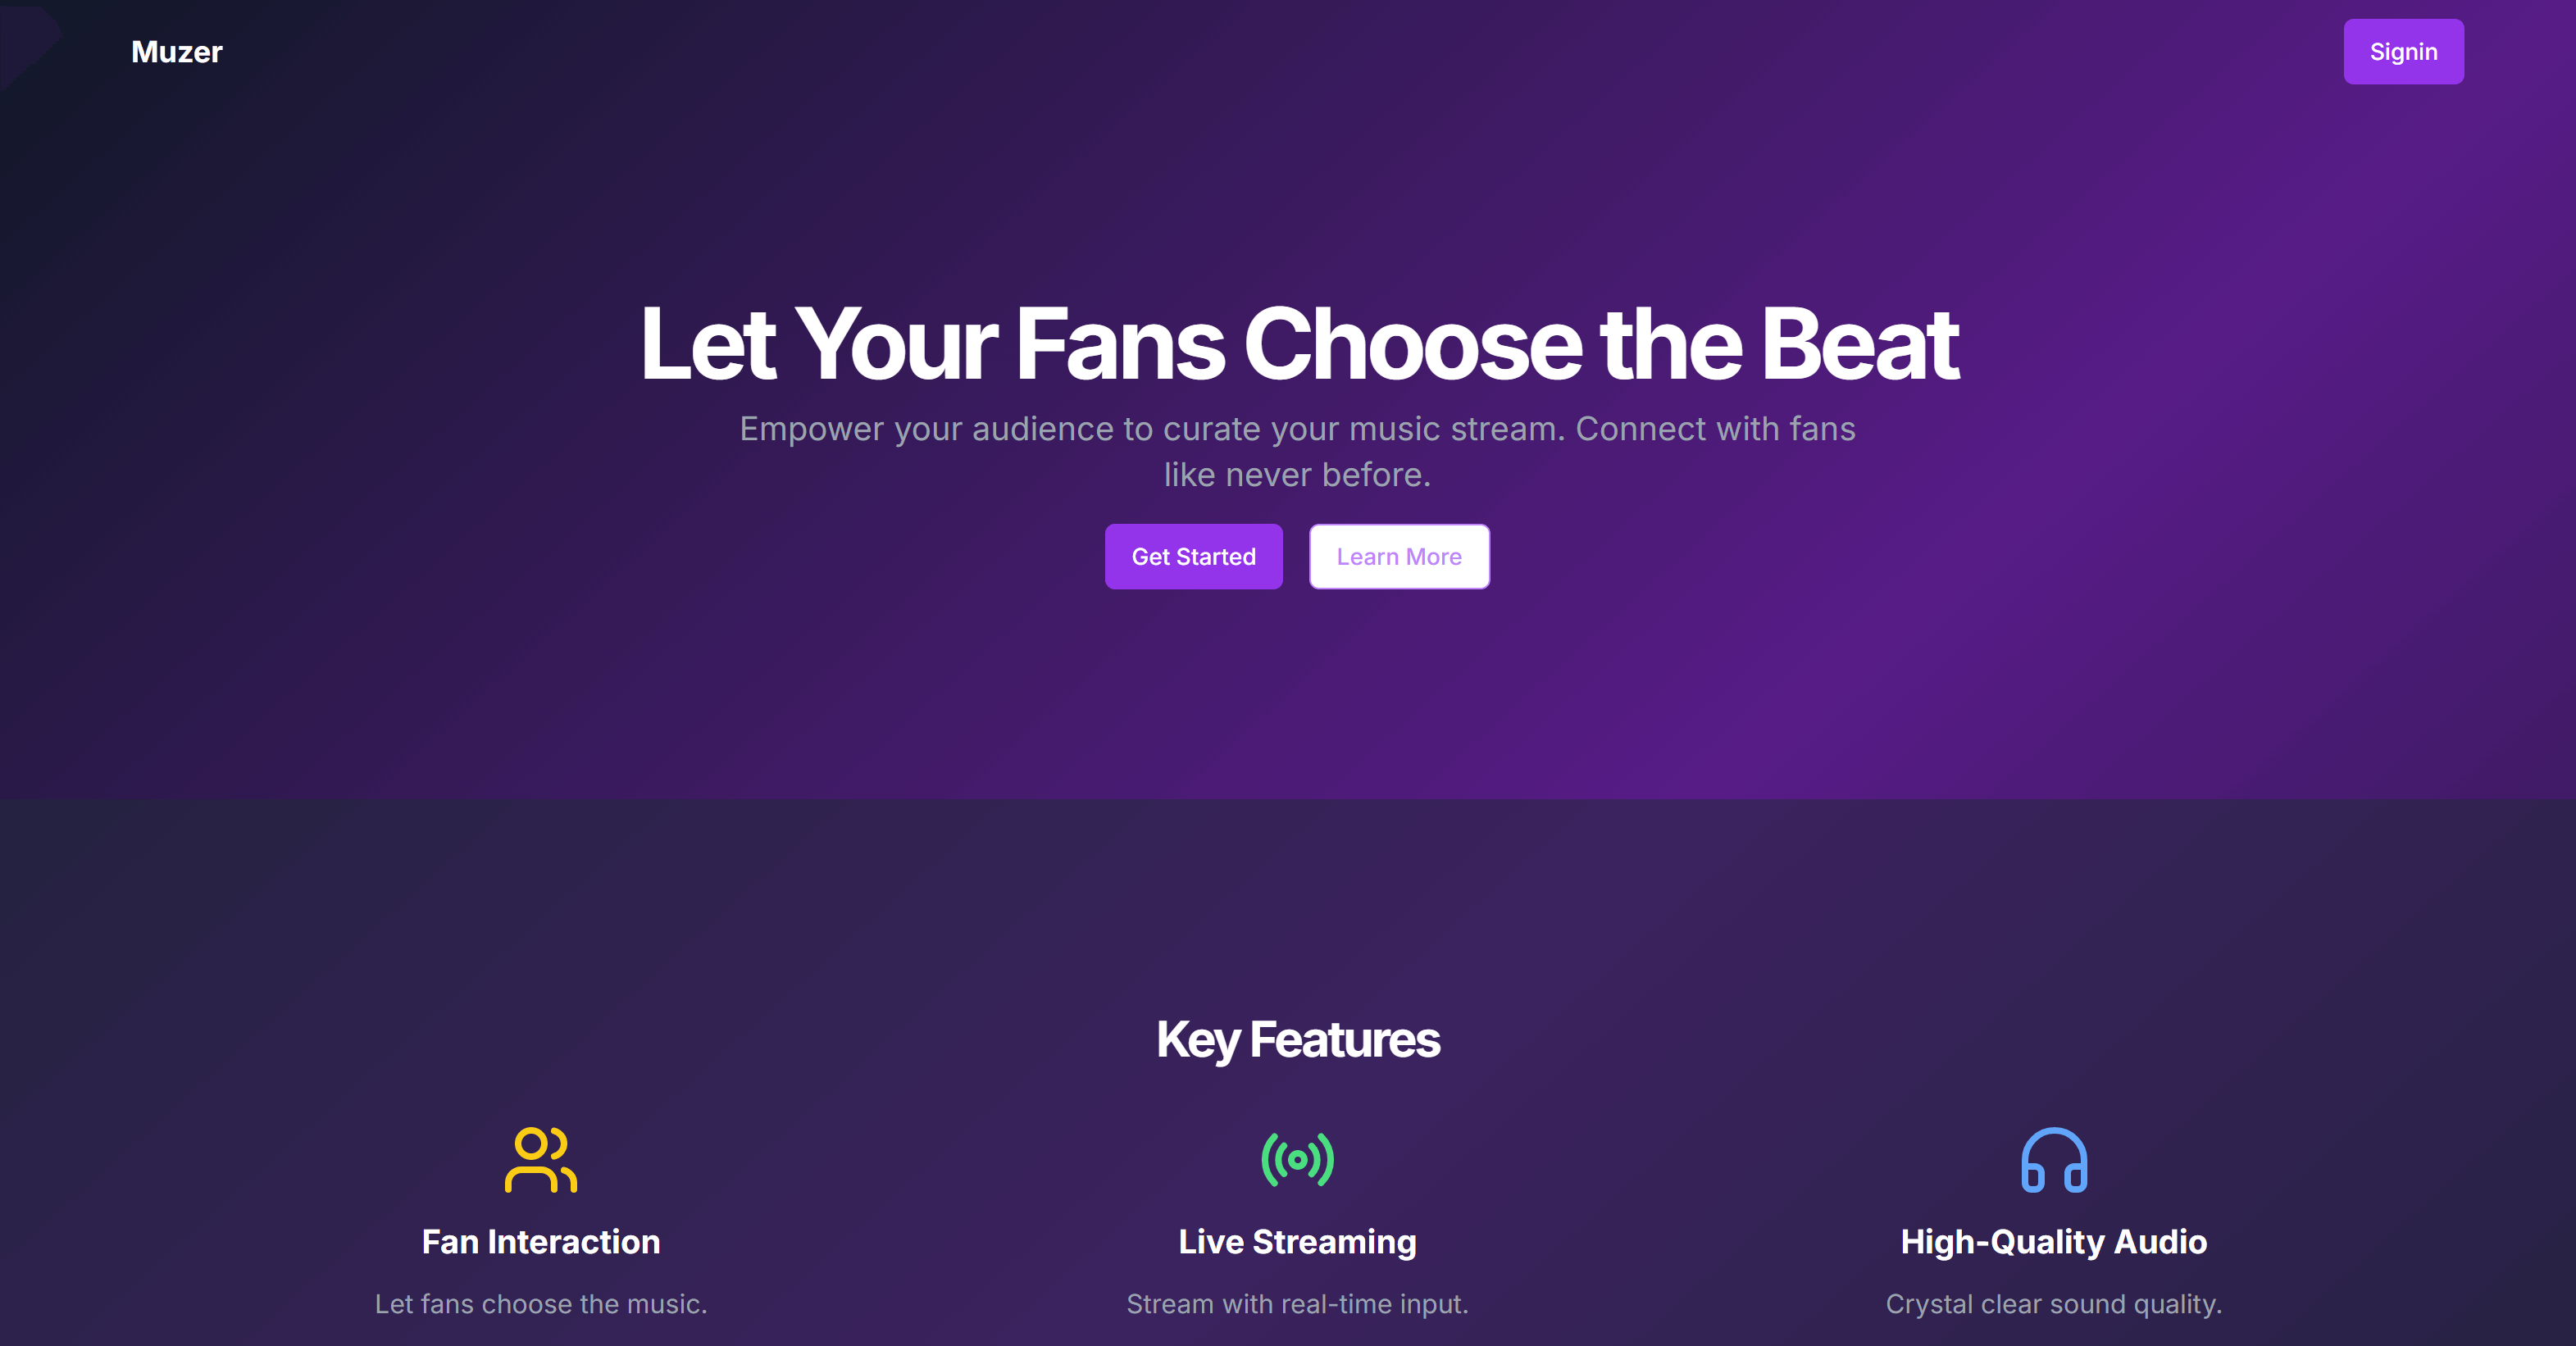 Muzer
Signin
Let Your Fans Choose the Beat
Empower your audience to curate your music stream. Connect with fans
like never before.
Get Started
Learn More
Key Features
Fan Interaction
Let fans choose the music.
Live Streaming
Stream with real-time input.
High-Quality Audio
Crystal clear sound quality.